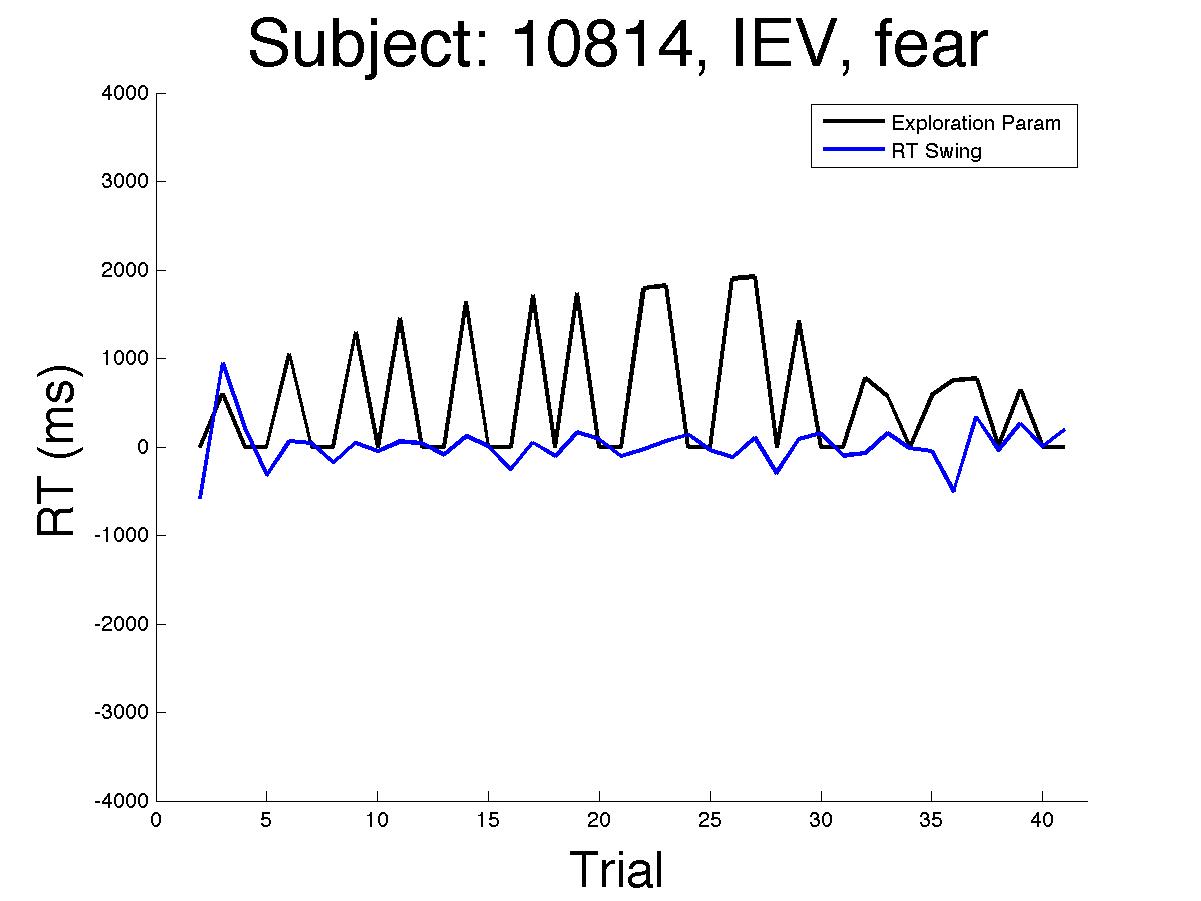 Subject: 10814, IEV, fear
Exploration Param
RT Swing
4000
3000
2000
1000
0
-1000
-2000
-3000
-4000
RT (ms)
0 5 10 15 20 25 30 35 40
Trial